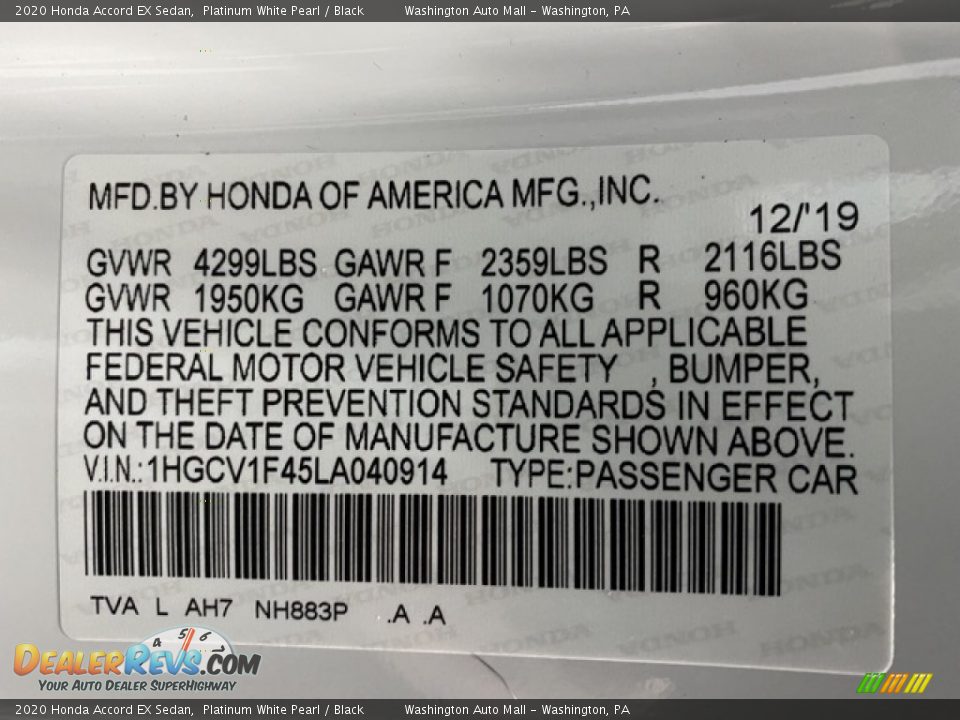 2020 Honda Accord EX Sedan, Platinum White Pearl / Black Washington Auto Mall - Washington, PA
MFD.BY HONDA OF AMERICA MFG.,INC.
12/'19
GVWR 4299LBS GAWR F 2359LBS R 2116LBS
GVWR 1950KG GAWR F 1070KG R 960KG
THIS VEHICLE CONFORMS TO ALL APPLICABLE
FEDERAL MOTOR VEHICLE SAFETY , BUMPER,
AND THEFT PREVENTION STANDARDS IN EFFECT
ON THE DATE OF MANUFACTURE SHOWN ABOVE.
V.I.N.:1HGCV1F45LA040914 TYPE:PASSENGER CAR
TVA L AH7 NH883P .A .A
4 5 6
DEALERREVS.COM
YOUR AUTO DEALER SUPERHIGHWAY
2020 Honda Accord EX Sedan, Platinum White Pearl / Black Washington Auto Mall - Washington, PA